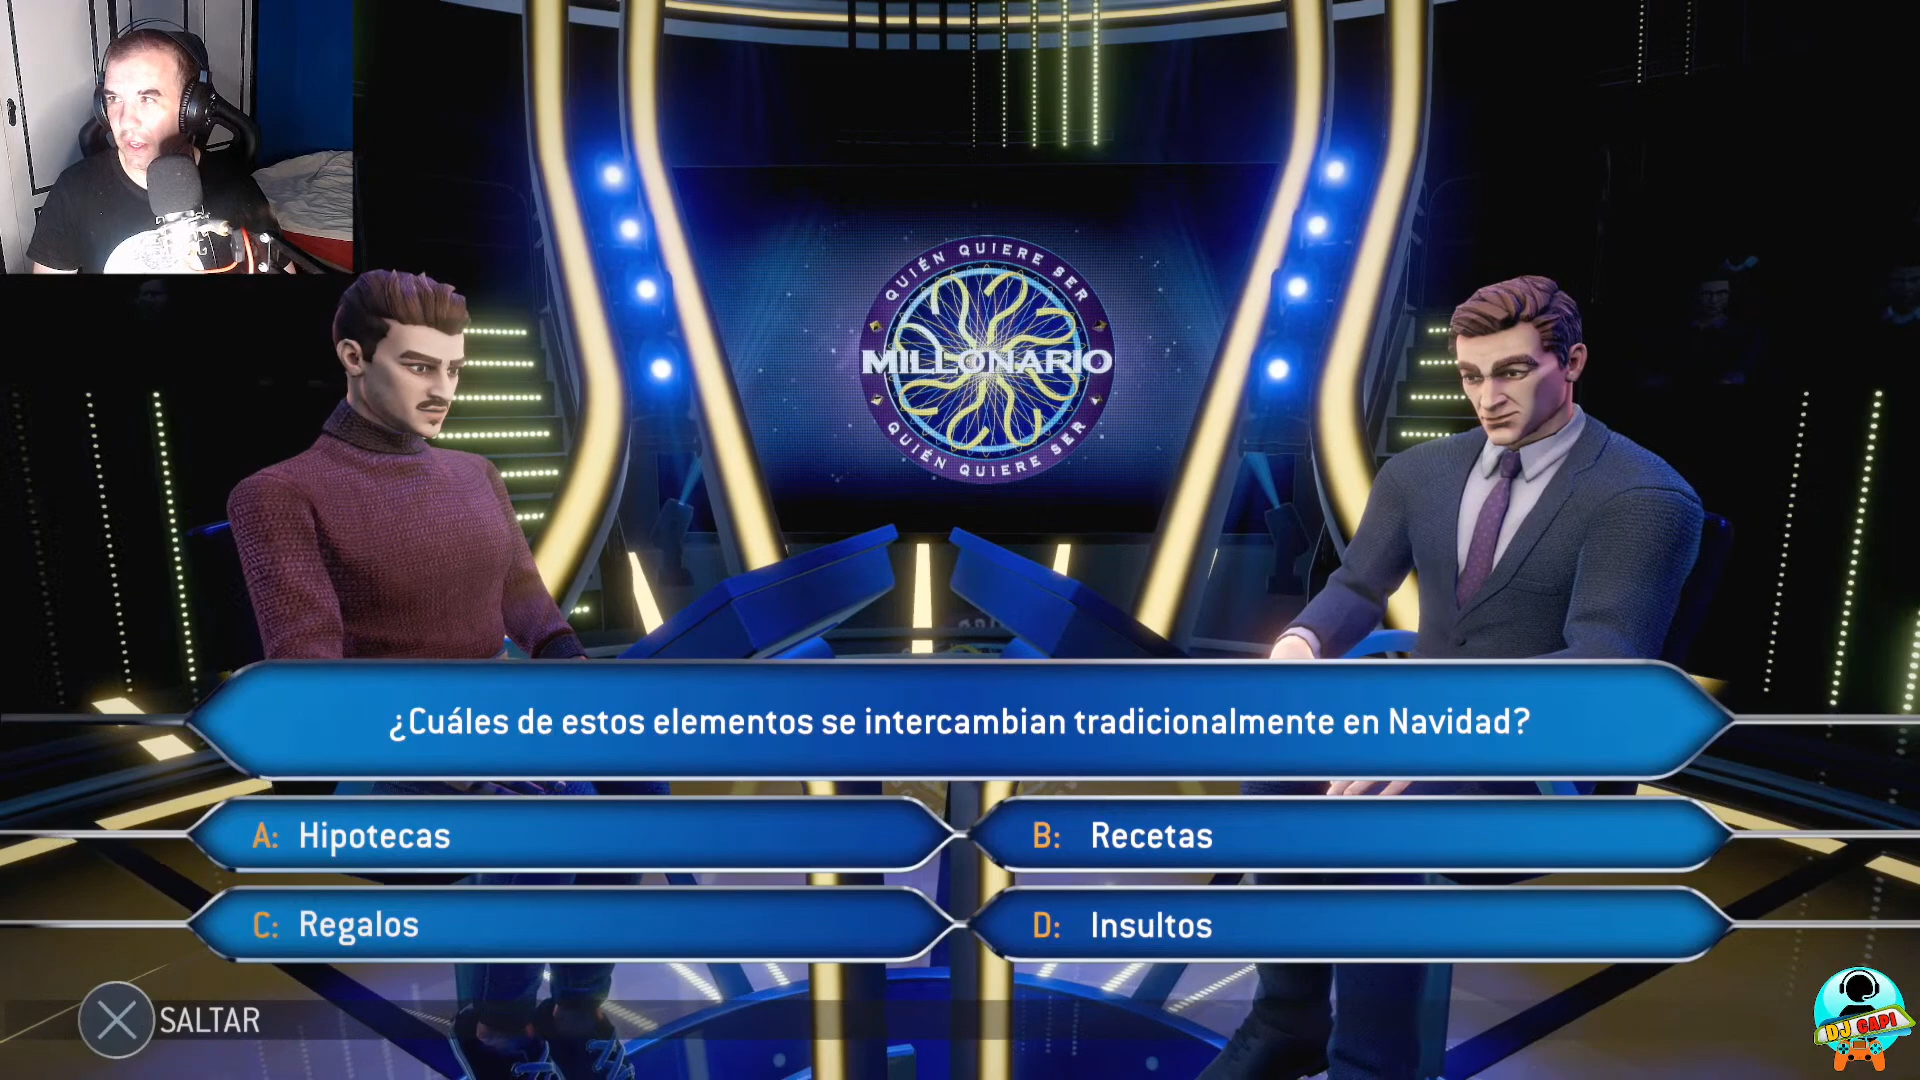 QUIÉN QUIERE SER
MILLONARIO
QUIÉN QUIERE SER
¿Cuáles de estos elementos se intercambian tradicionalmente en Navidad?
A: Hipotecas
B: Recetas
C: Regalos
D: Insultos
SALTAR
DJ CAPI